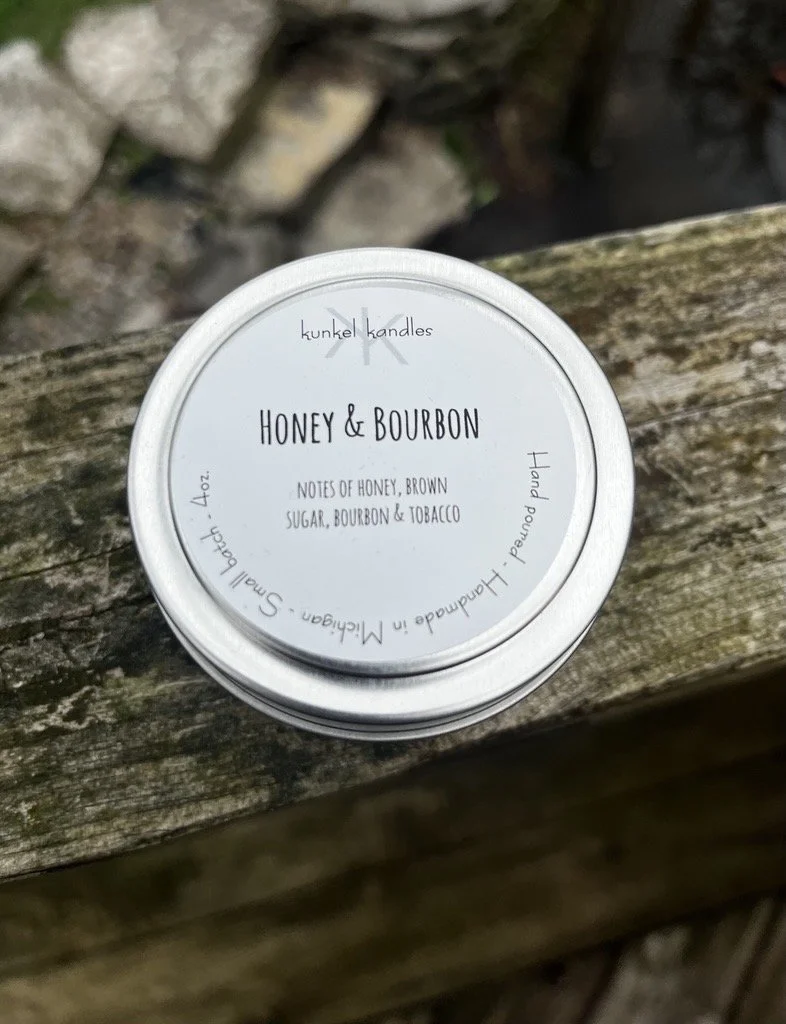 kunkel kandles
HONEY & BOURBON
NOTES OF HONEY, BROWN
SUGAR, BOURBON & TOBACCO
Hand poured - Handmade in Michigan - Small batch - 4oz.